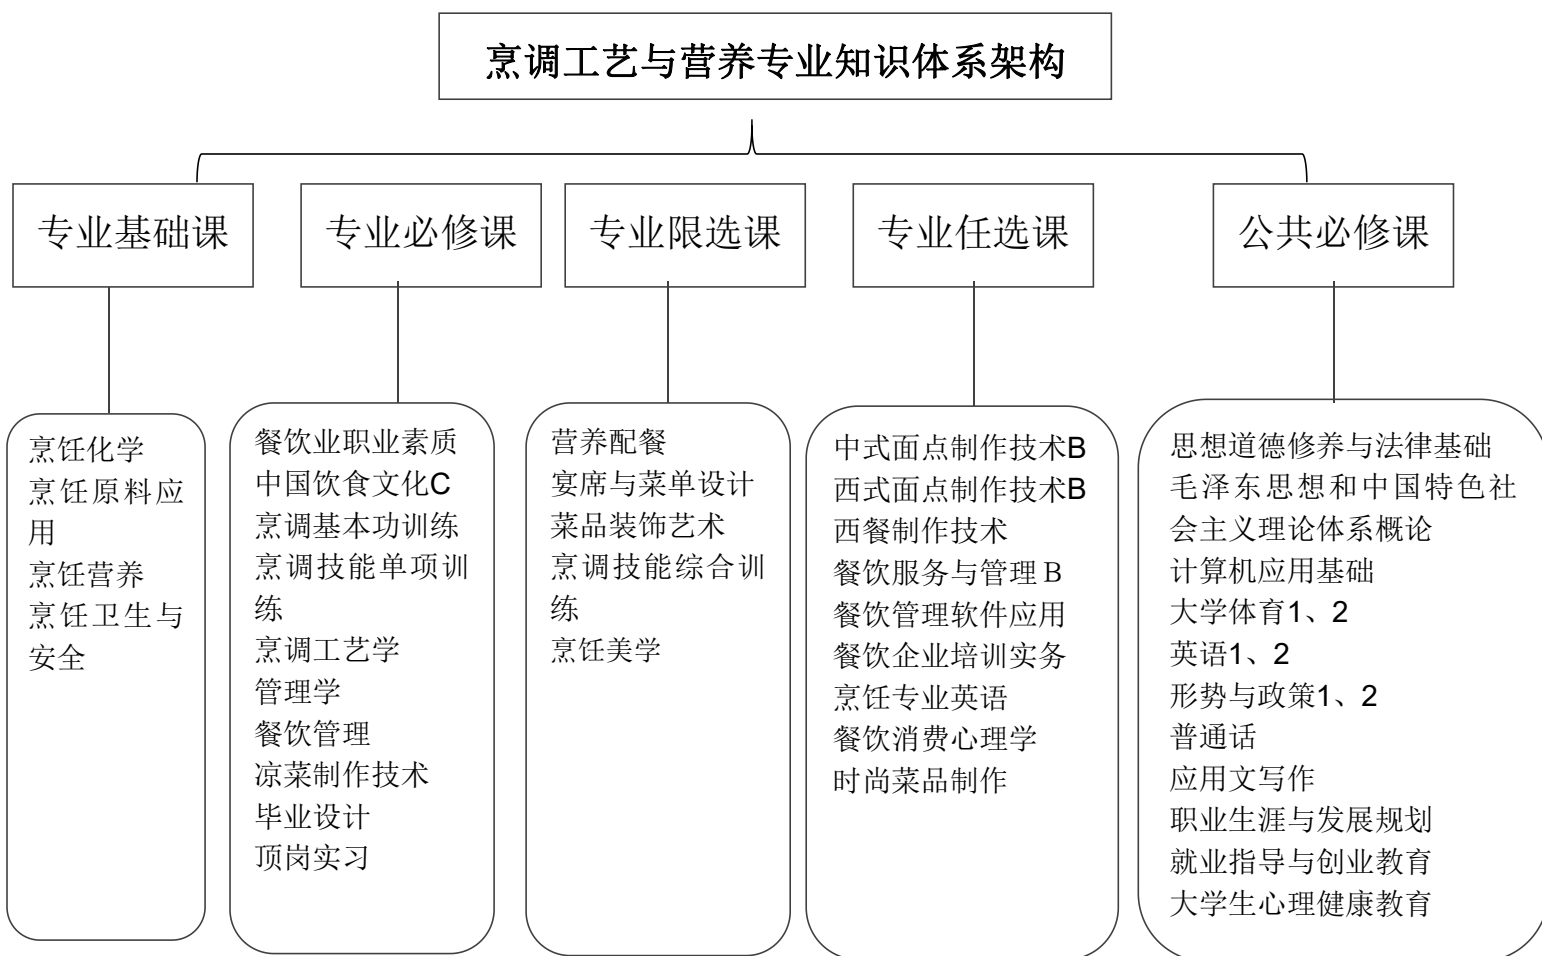 烹调工艺与营养专业知识体系架构
专业基础课
专业必修课
专业限选课
专业任选课
公共必修课
烹饪化学
烹饪原料应
用
烹饪营养
烹饪卫生与
安全
餐饮业职业素质
中国饮食文化C
烹调基本功训练
烹调技能单项训
练
烹调工艺学
管理学
餐饮管理
凉菜制作技术
毕业设计
顶岗实习
营养配餐
宴席与菜单设计
菜品装饰艺术
烹调技能综合训
练
烹饪美学
中式面点制作技术B
西式面点制作技术B
西餐制作技术
餐饮服务与管理B
餐饮管理软件应用
餐饮企业培训实务
烹饪专业英语
餐饮消费心理学
时尚菜品制作
思想道德修养与法律基础
毛泽东思想和中国特色社
会主义理论体系概论
计算机应用基础
大学体育1、2
英语1、2
形势与政策1、2
普通话
应用文写作
职业生涯与发展规划
就业指导与创业教育
大学生心理健康教育